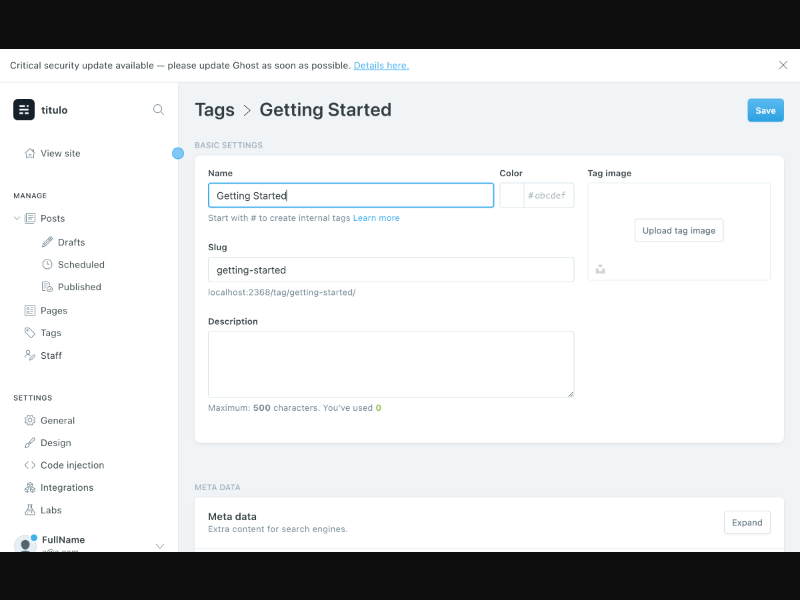 Critical security update available — please update Ghost as soon as possible. Details here.
titulo
View site
MANAGE
Posts
Drafts
Scheduled
Published
Pages
Tags
Staff
SETTINGS
General
Design
Code injection
Integrations
Labs
FullName
Tags > Getting Started
Save
BASIC SETTINGS
Name
Getting Started
Start with # to create internal tags Learn more
Color
#abcdef
Tag image
Upload tag image
Slug
getting-started
localhost:2368/tag/getting-started/
Description
Maximum: 500 characters. You've used 0
META DATA
Meta data
Extra content for search engines.
Expand